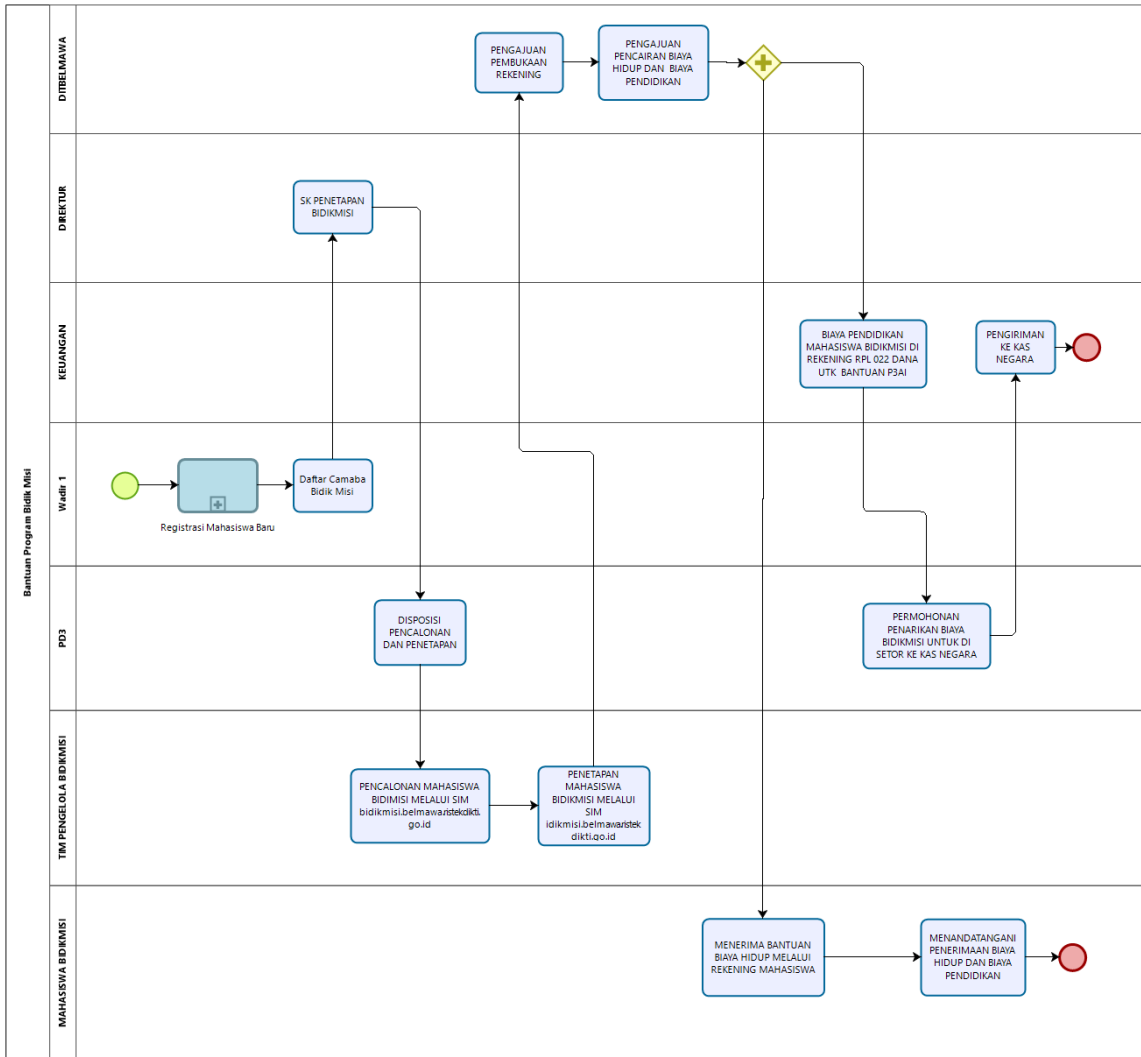 Bantuan Program Bidik Misi
DITBELMAWA
PENGAJUAN
PEMBUKAAN
REKENING
PENGAJUAN
PENCAIRAN BIAYA
HIDUP DAN BIAYA
PENDIDIKAN
DIREKTUR
SK PENETAPAN
BIDIKMISI
KEUANGAN
BIAYA PENDIDIKAN
MAHASISWA BIDIKMISI DI
REKENING RPL 022 DANA
UTK BANTUAN P3AI
PENGIRIMAN
KE KAS
NEGARA
Wadir 1
Registrasi Mahasiswa Baru
Daftar Camaba
Bidik Misi
PD3
DISPOSISI
PENCALONAN
DAN PENETAPAN
PERMOHONAN
PENARIKAN BIAYA
BIDIKMISI UNTUK DI
SETOR KE KAS NEGARA
TIM PENGELOLA BIDIKMISI
PENCALONAN MAHASISWA
BIDIMISI MELALUI SIM
bidikmisi.belmawa.ristekdikti.
go.id
PENETAPAN
MAHASISWA
BIDIKMISI MELALUI
SIM
idikmisi.belmawa.ristek
dikti.go.id
MAHASISWA BIDIKMISI
MENERIMA BANTUAN
BIAYA HIDUP MELALUI
REKENING MAHASISWA
MENANDATANGANI
PENERIMAAN BIAYA
HIDUP DAN BIAYA
PENDIDIKAN